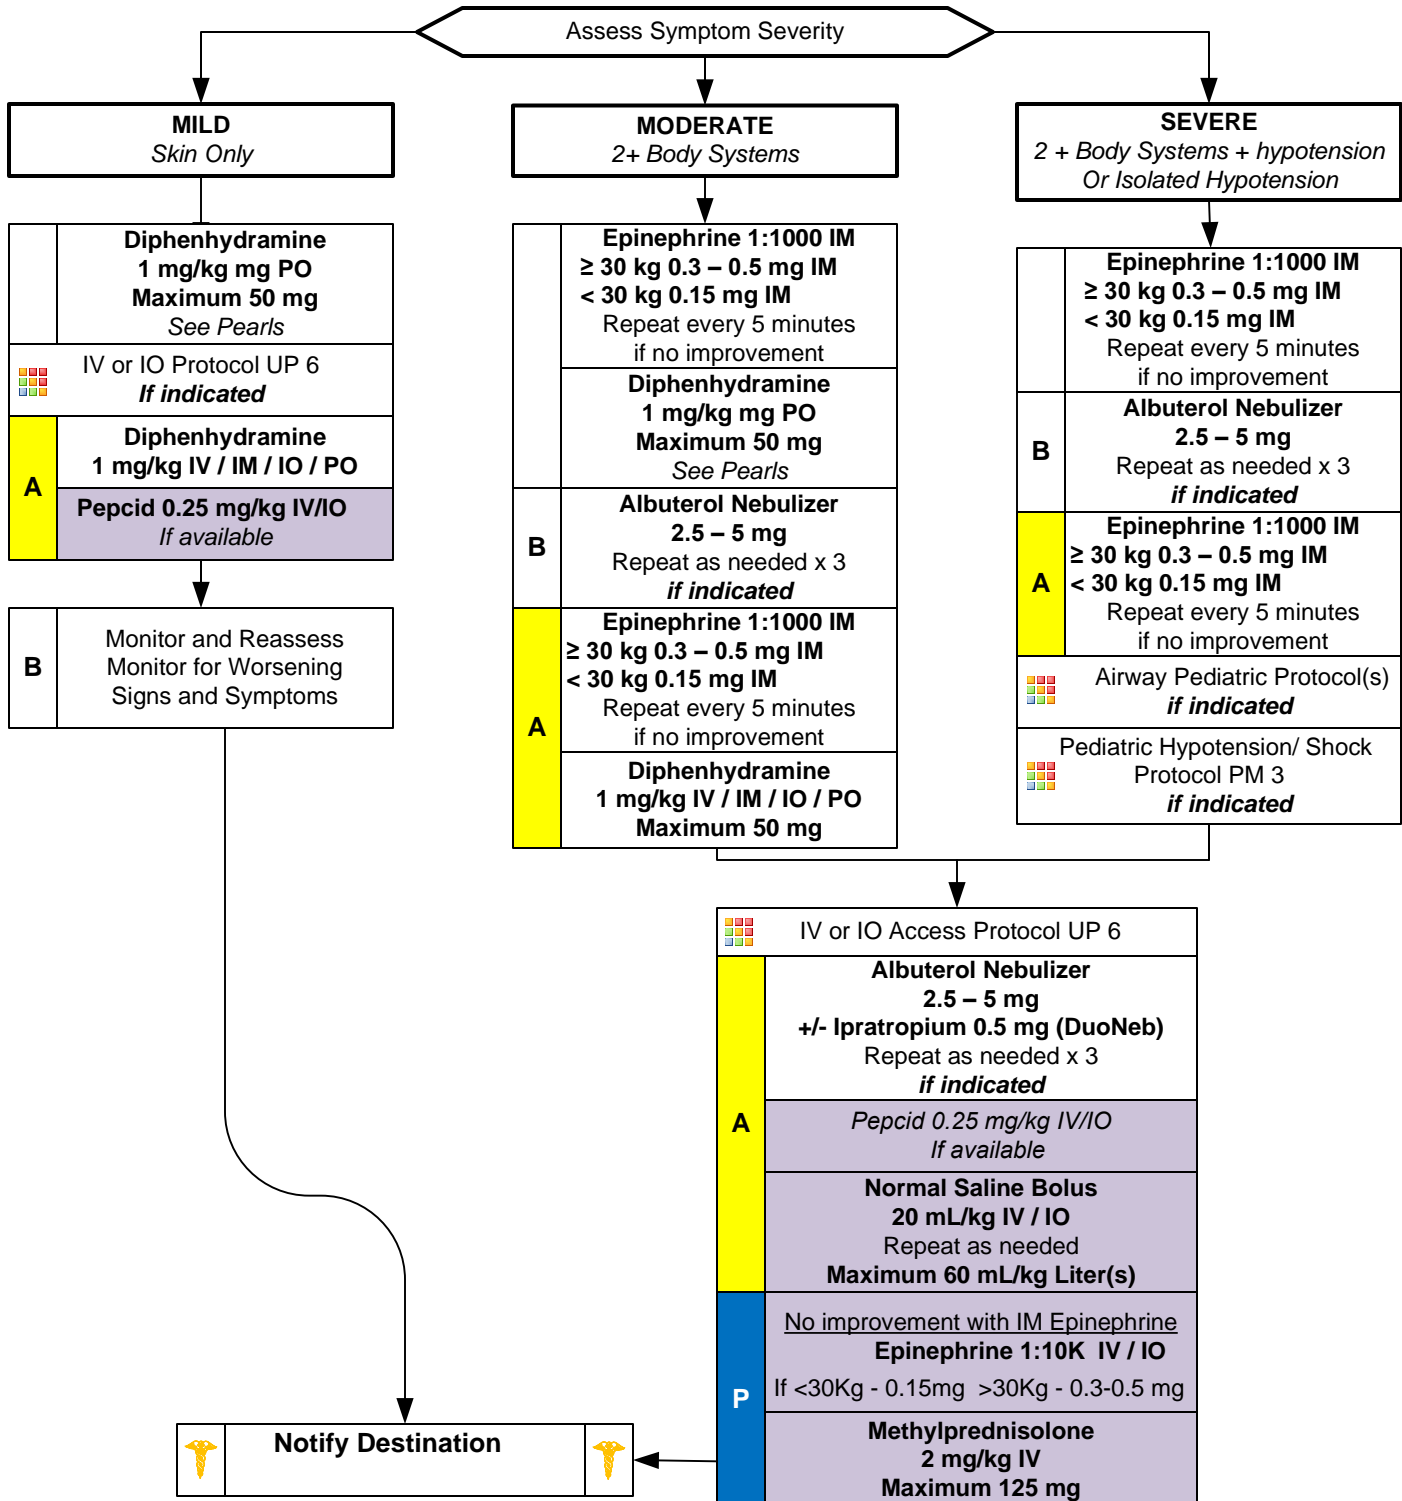 Assess Symptom Severity
MILD
Skin Only
Diphenhydramine
1 mg/kg mg PO
Maximum 50 mg
See Pearls
IV or IO Protocol UP 6
If indicated
A
Diphenhydramine
1 mg/kg IV / IM / IO / PO
Pepcid 0.25 mg/kg IV/IO
If available
B
Monitor and Reassess
Monitor for Worsening
Signs and Symptoms
MODERATE
2+ Body Systems
Epinephrine 1:1000 IM
≥ 30 kg 0.3 – 0.5 mg IM
< 30 kg 0.15 mg IM
Repeat every 5 minutes
if no improvement
Diphenhydramine
1 mg/kg mg PO
Maximum 50 mg
See Pearls
B
Albuterol Nebulizer
2.5 – 5 mg
Repeat as needed x 3
if indicated
A
Epinephrine 1:1000 IM
≥ 30 kg 0.3 – 0.5 mg IM
< 30 kg 0.15 mg IM
Repeat every 5 minutes
if no improvement
Diphenhydramine
1 mg/kg IV / IM / IO / PO
Maximum 50 mg
SEVERE
2 + Body Systems + hypotension
Or Isolated Hypotension
Epinephrine 1:1000 IM
≥ 30 kg 0.3 – 0.5 mg IM
< 30 kg 0.15 mg IM
Repeat every 5 minutes
if no improvement
B
Albuterol Nebulizer
2.5 – 5 mg
Repeat as needed x 3
if indicated
A
Epinephrine 1:1000 IM
≥ 30 kg 0.3 – 0.5 mg IM
< 30 kg 0.15 mg IM
Repeat every 5 minutes
if no improvement
Airway Pediatric Protocol(s)
if indicated
Pediatric Hypotension/ Shock
Protocol PM 3
if indicated
IV or IO Access Protocol UP 6
A
Albuterol Nebulizer
2.5 – 5 mg
+/- Ipratropium 0.5 mg (DuoNeb)
Repeat as needed x 3
if indicated
Pepcid 0.25 mg/kg IV/IO
If available
Normal Saline Bolus
20 mL/kg IV / IO
Repeat as needed
Maximum 60 mL/kg Liter(s)
P
No improvement with IM Epinephrine
Epinephrine 1:10K IV / IO
If <30Kg - 0.15mg >30Kg - 0.3-0.5 mg
Methylprednisolone
2 mg/kg IV
Maximum 125 mg
Notify Destination